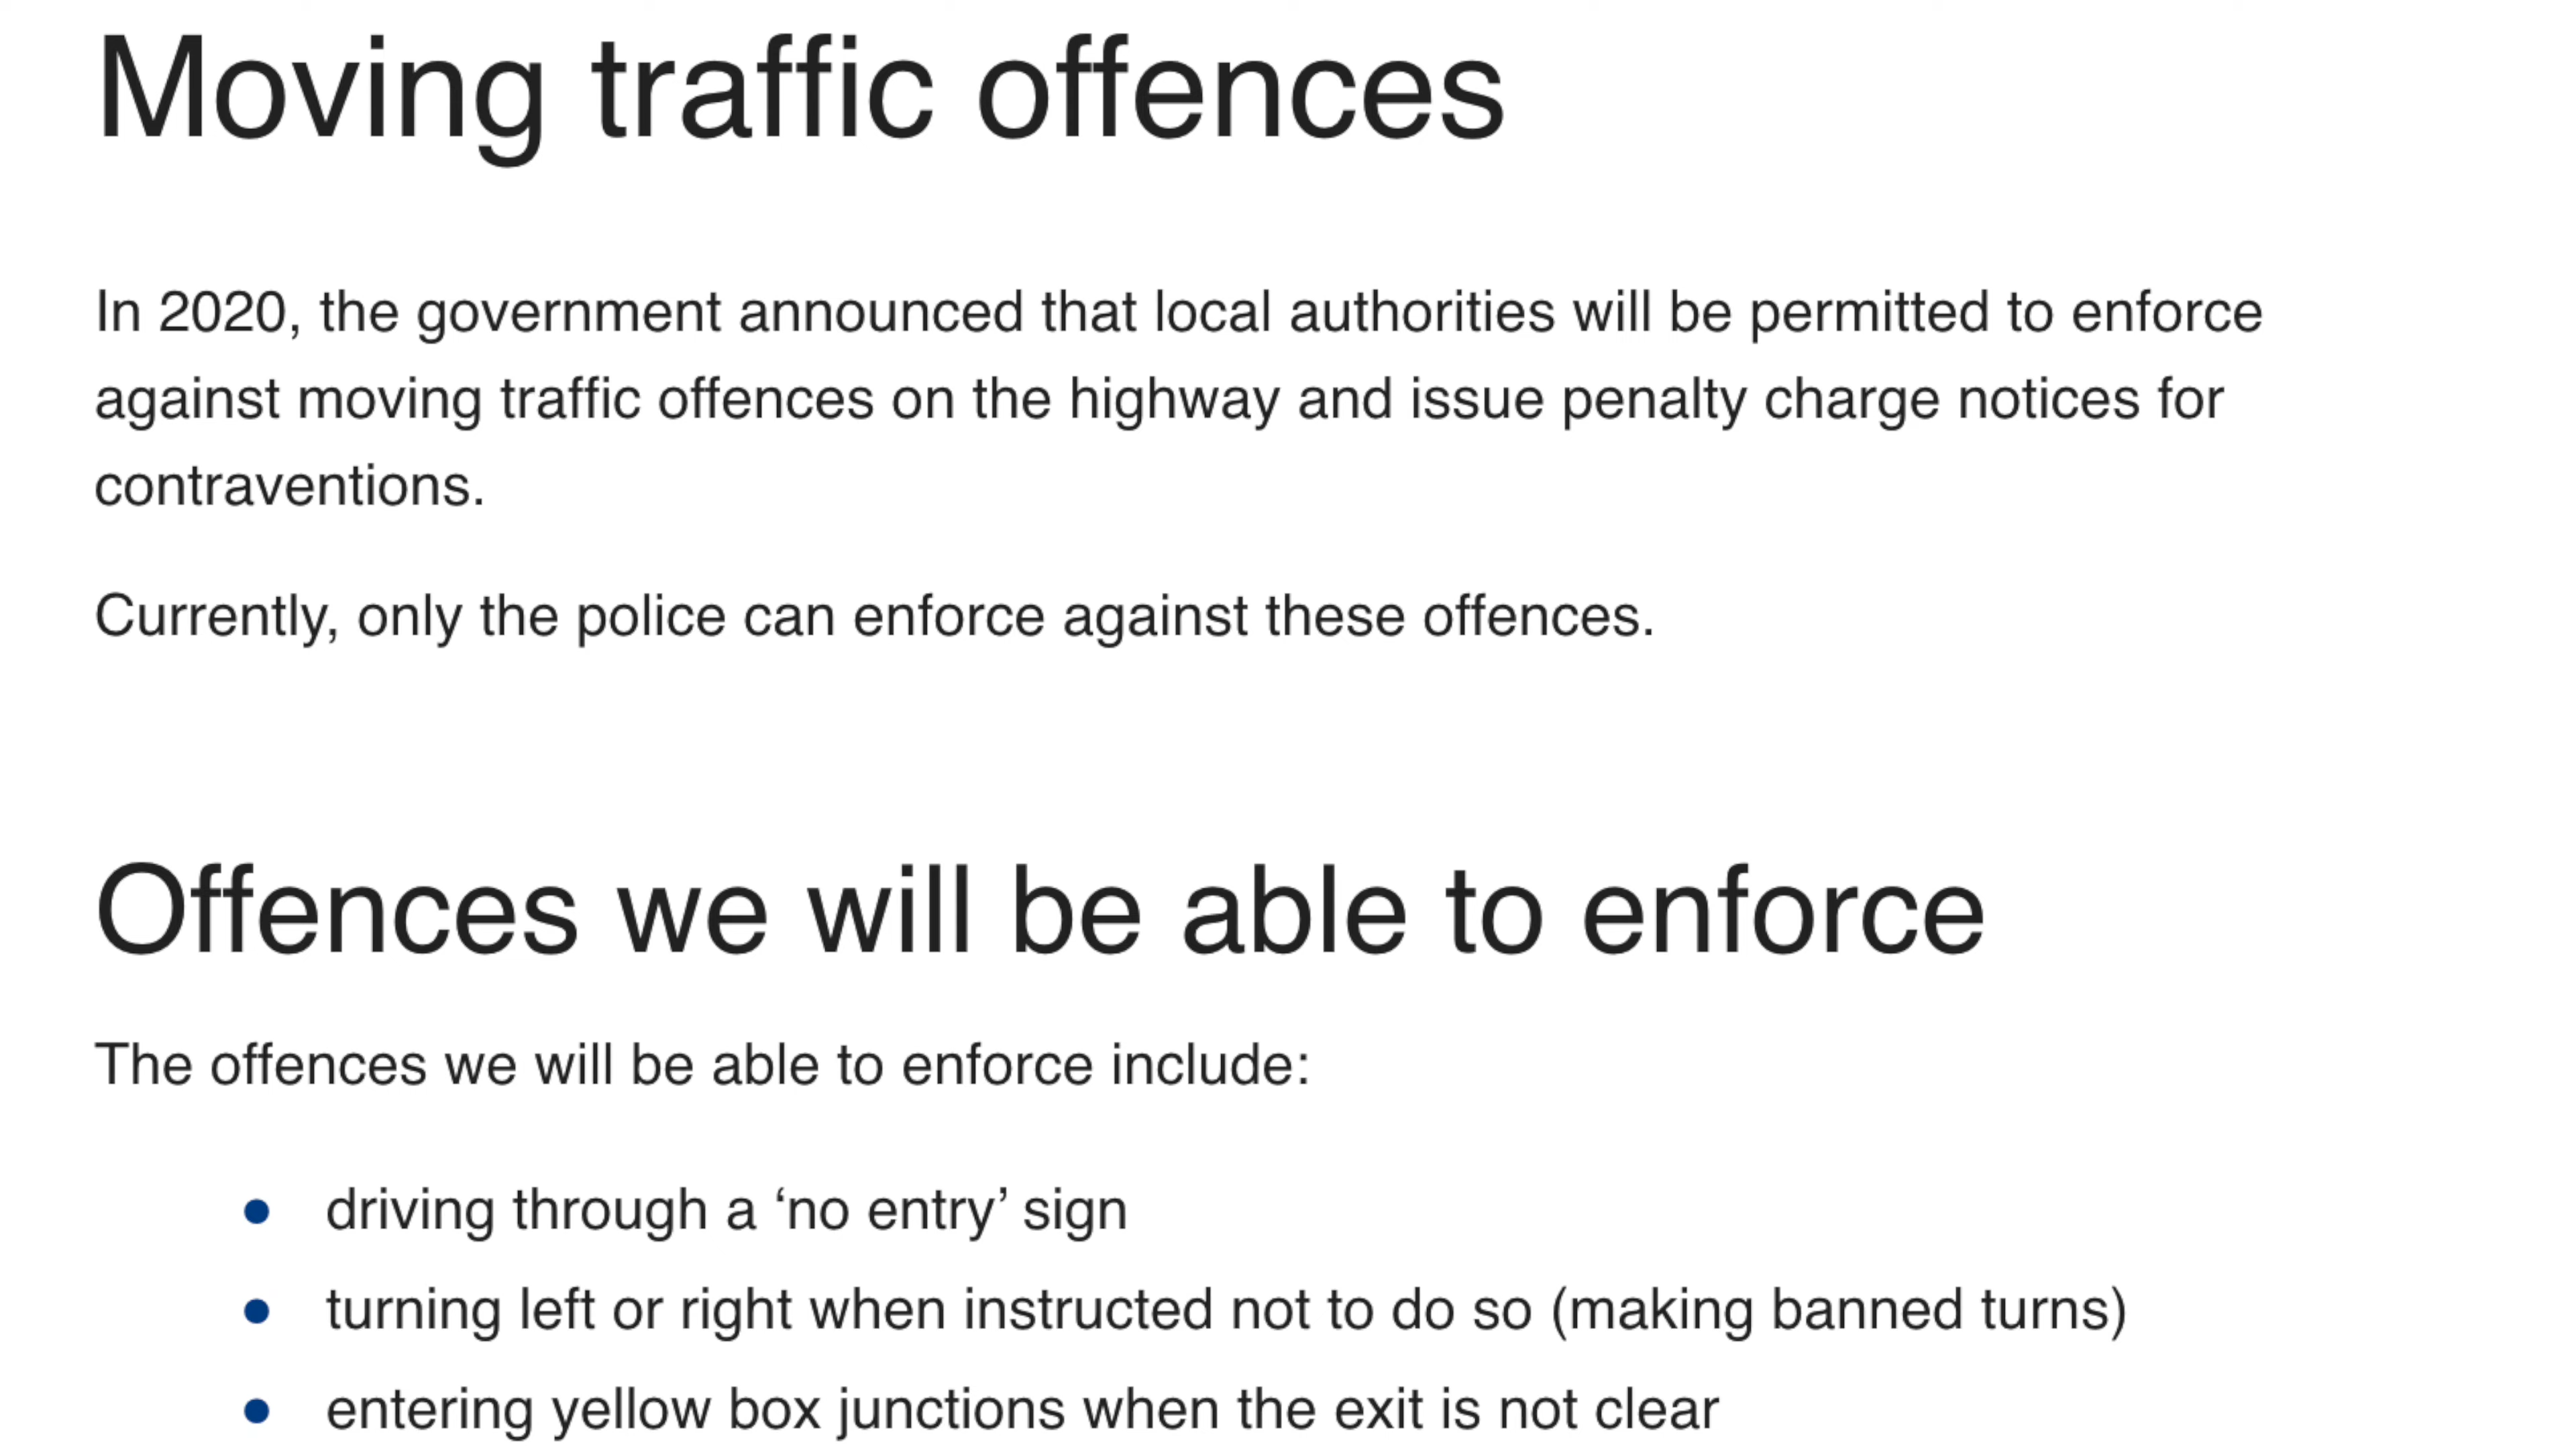 Moving traffic offences
In 2020, the government announced that local authorities will be permitted to enforce
against moving traffic offences on the highway and issue penalty charge notices for
contraventions.
Currently, only the police can enforce against these offences.
Offences we will be able to enforce
The offences we will be able to enforce include:
• driving through a ‘no entry’ sign
• turning left or right when instructed not to do so (making banned turns)
• entering yellow box junctions when the exit is not clear